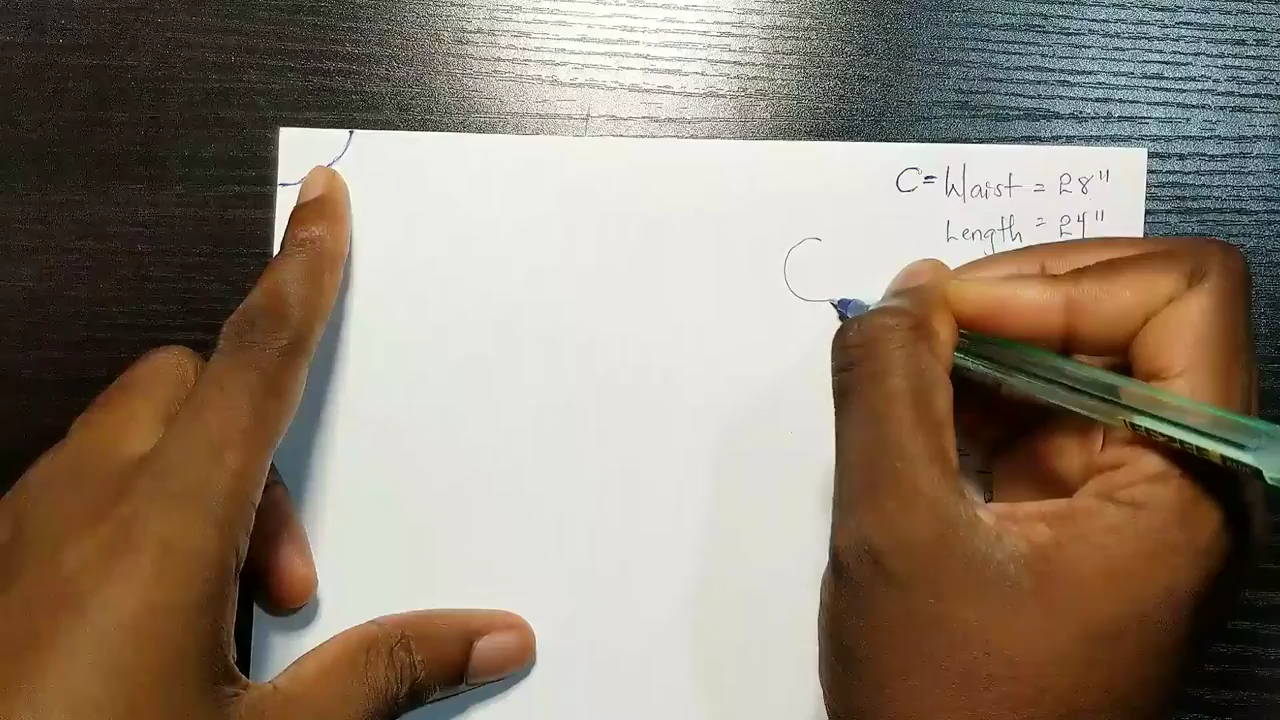 C = Waist = 28"
Length = 24"
C